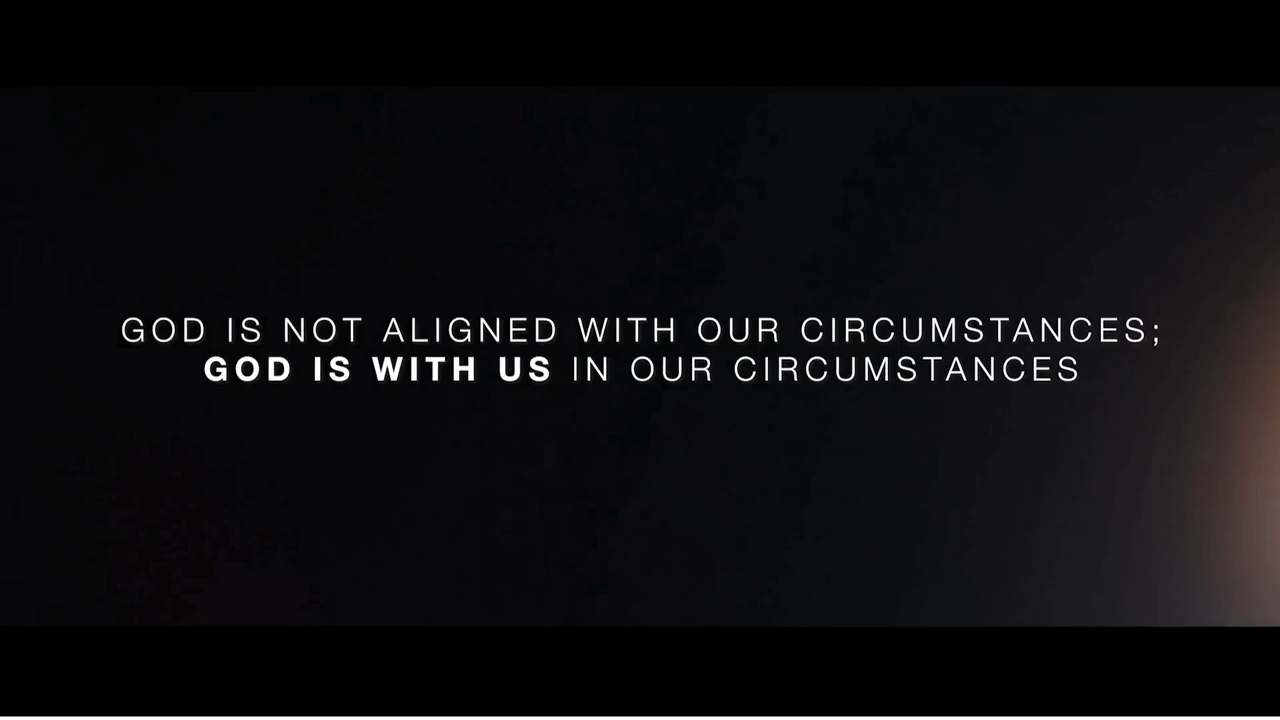 GOD IS NOT ALIGNED WITH OUR CIRCUMSTANCES;
GOD IS WITH US IN OUR CIRCUMSTANCES